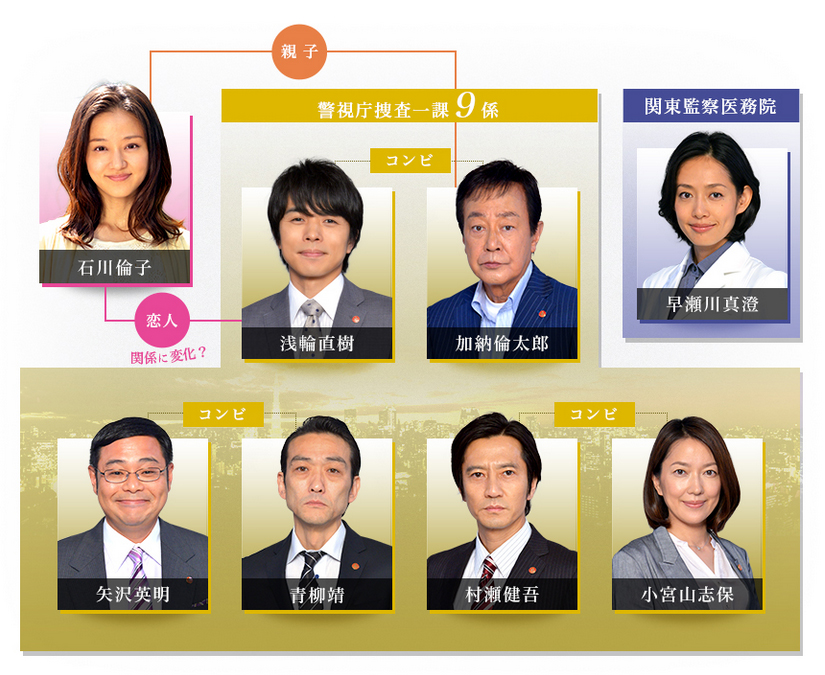 親子
警視庁捜査一課9係
関東監察医務院
コンビ
石川倫子
早瀬川真澄
恋人
関係に変化？
浅輪直樹
加納倫太郎
コンビ
コンビ
矢沢英明
青柳靖
村瀬健吾
小宮山志保